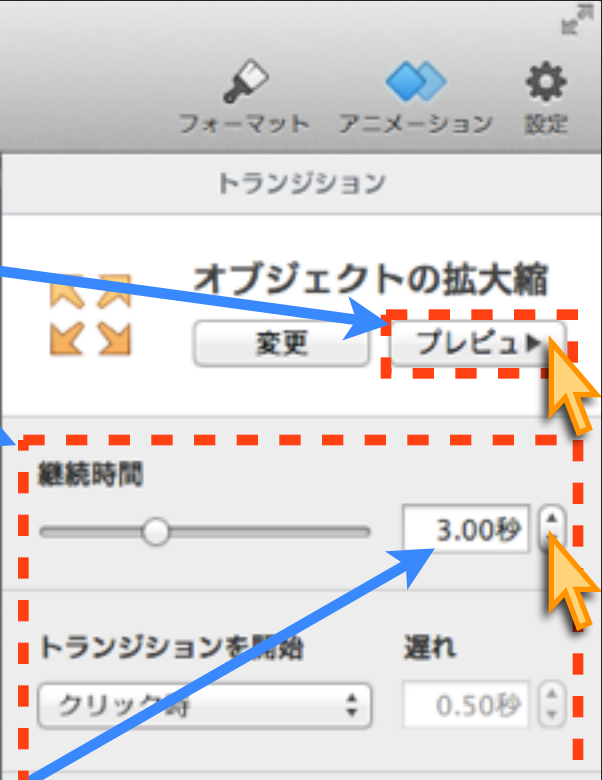 フォーマット アニメーション 設定
トランジション
オブジェクトの拡大縮
変更 プレビュ
継続時間
3.00秒
トランジションを開始 遅れ
クリック時 0.50秒